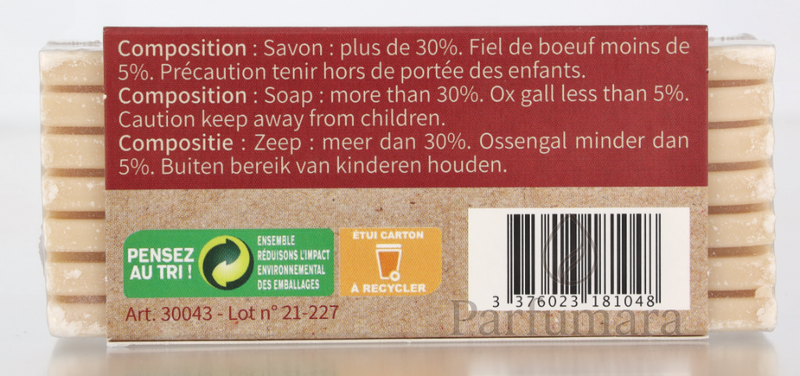 Composition : Savon : plus de 30%. Fiel de boeuf moins de
5%. Précaution tenir hors de portée des enfants.
Composition : Soap : more than 30%. Ox gall less than 5%.
Caution keep away from children.
Compositie : Zeep : meer dan 30%. Ossengal minder dan
5%. Buiten bereik van kinderen houden.
PENSEZ
AU TRI !
ENSEMBLE
RÉDUISONS L'IMPACT
ENVIRONNEMENTAL
DES EMBALLAGES
ÉTUI CARTON
À RECYCLER
3 376023 181048
Art. 30043 - Lot n° 21-227
Parfumara